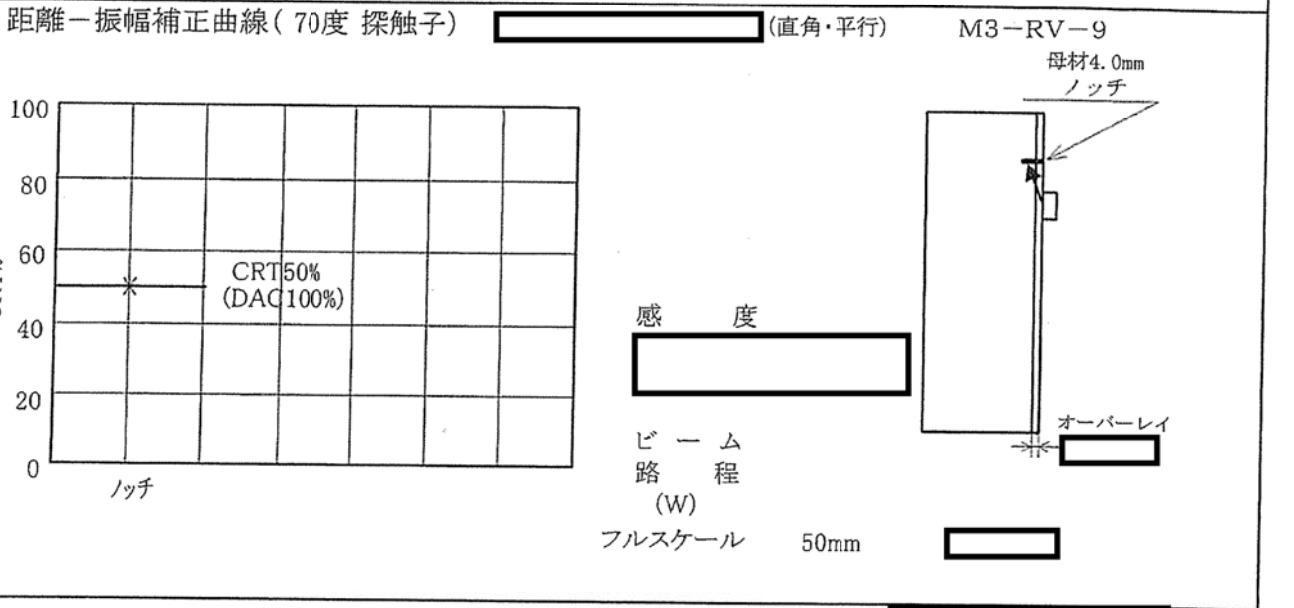 距離－振幅補正曲線( 70度 探触子)
(直角・平行)
M3－RV－9
母材4.0mm
ノッチ
100
80
60
CRT50%
(DAC100%)
40
20
0
ノッチ
感 度
ビ ー ム
路 程
(W)
フルスケール 50mm
オーバーレイ